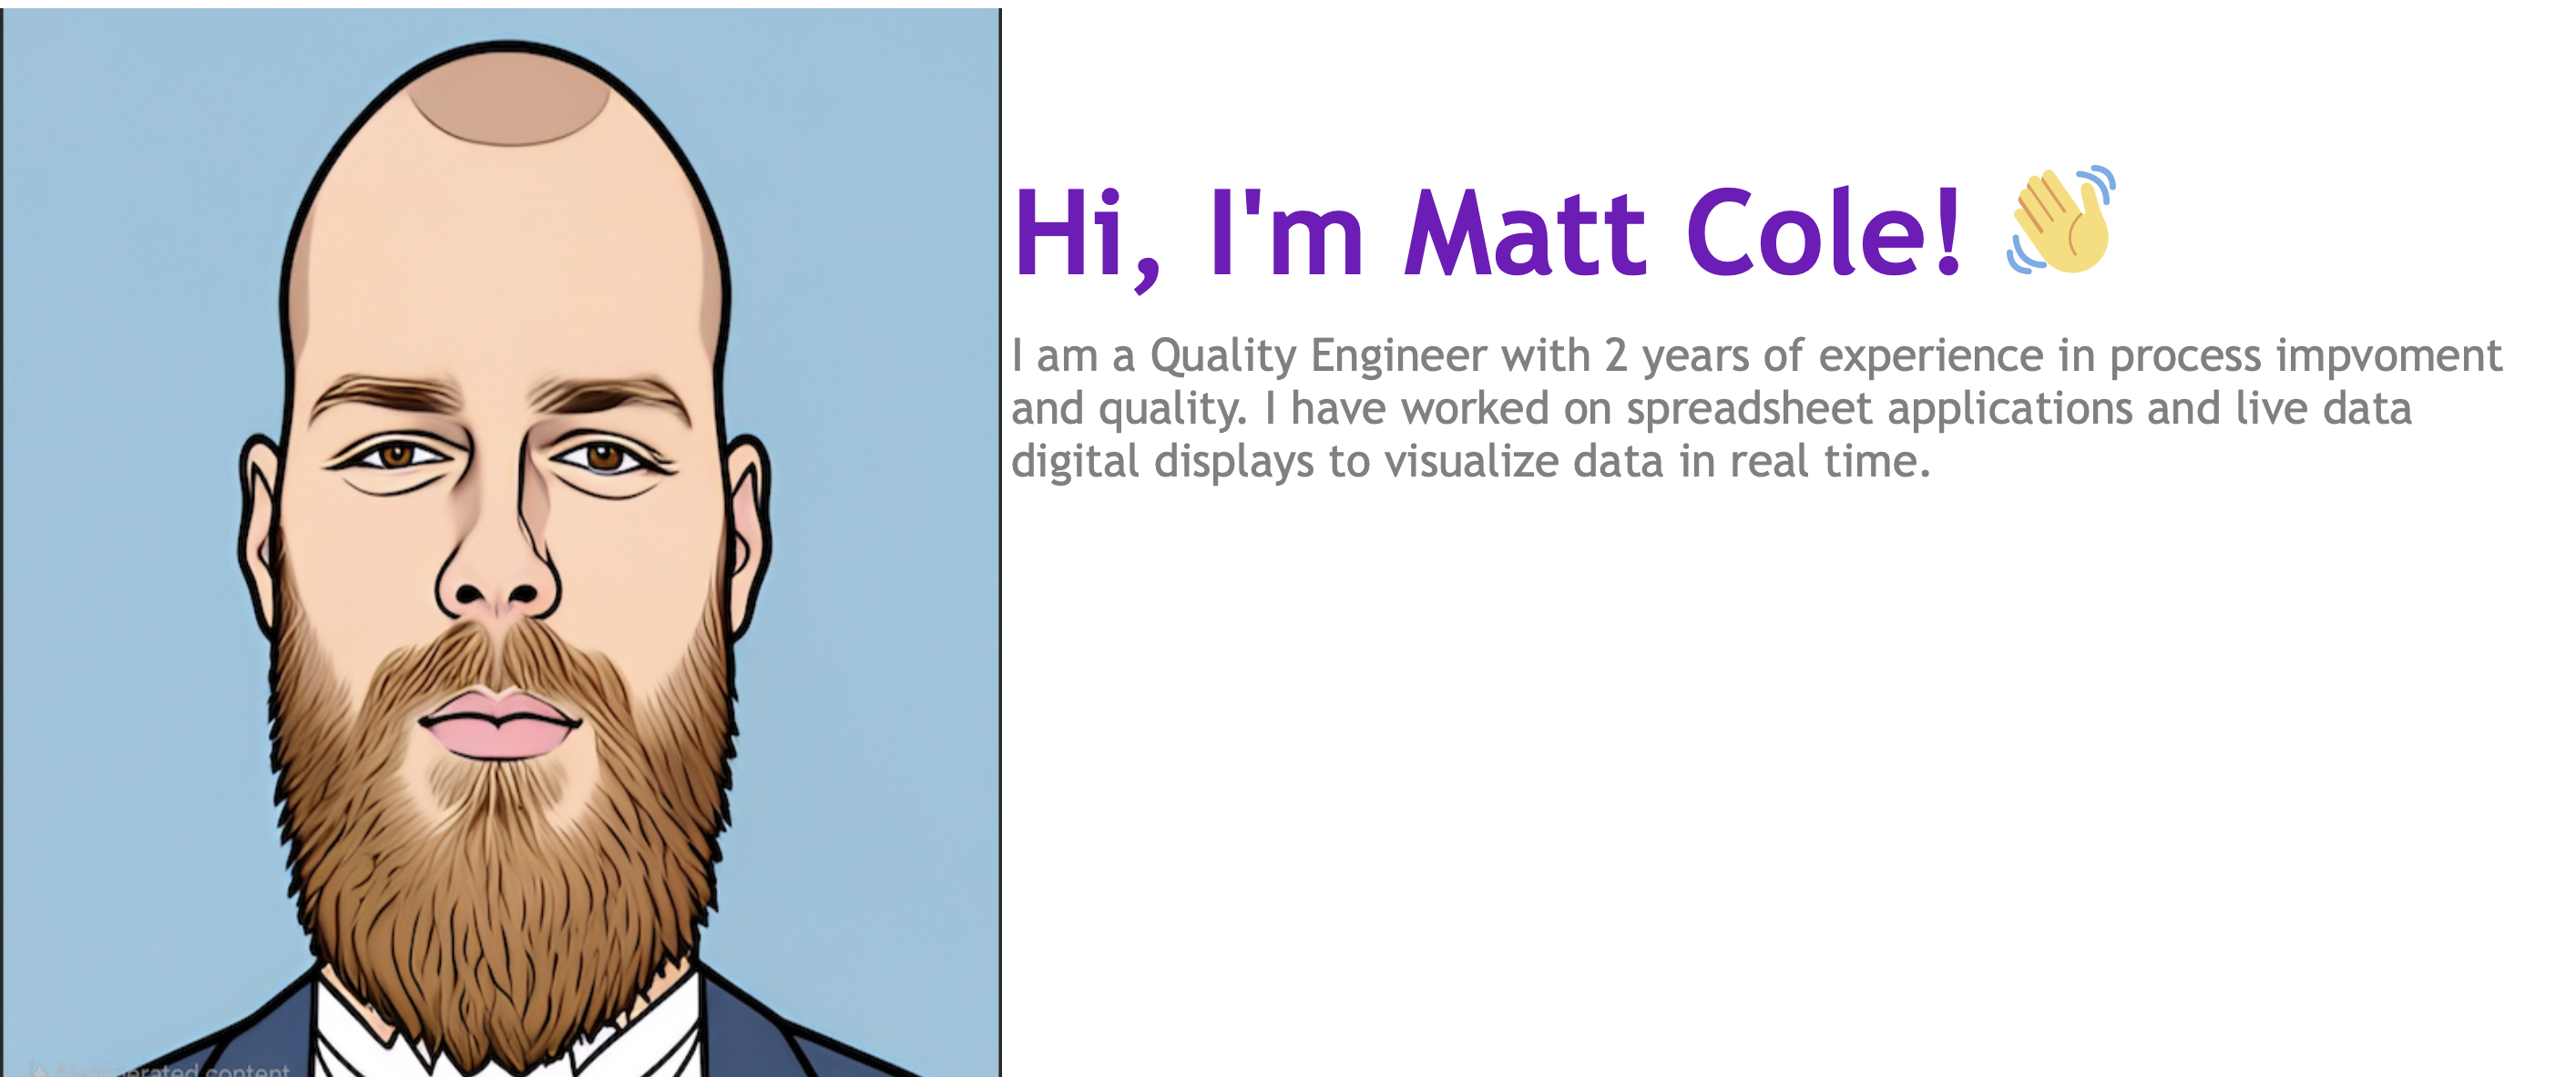 Hi, I'm Matt Cole! 👋
I am a Quality Engineer with 2 years of experience in process impvoment
and quality. I have worked on spreadsheet applications and live data
digital displays to visualize data in real time.
AI-generated content